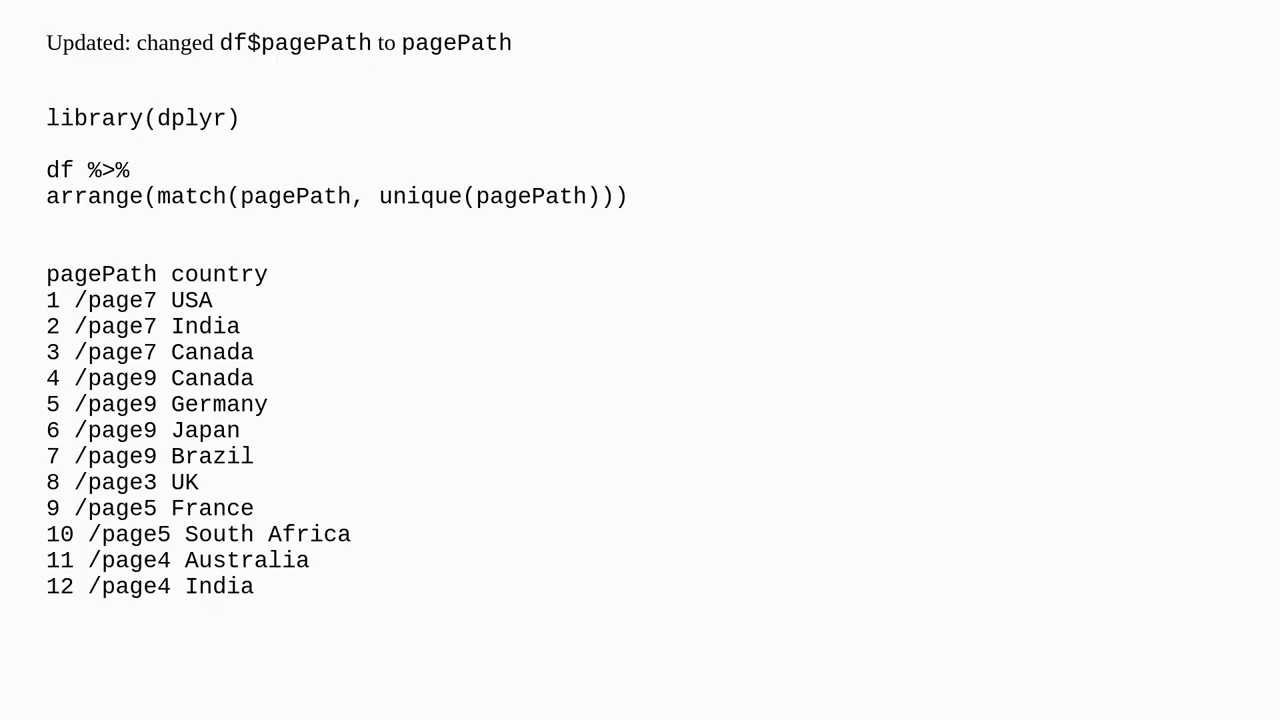 Updated: changed df$pagePath to pagePath
library(dplyr)
df %>%
arrange(match(pagePath, unique(pagePath)))
pagePath country
1 /page7 USA
2 /page7 India
3 /page7 Canada
4 /page9 Canada
5 /page9 Germany
6 /page9 Japan
7 /page9 Brazil
8 /page3 UK
9 /page5 France
10 /page5 South Africa
11 /page4 Australia
12 /page4 India